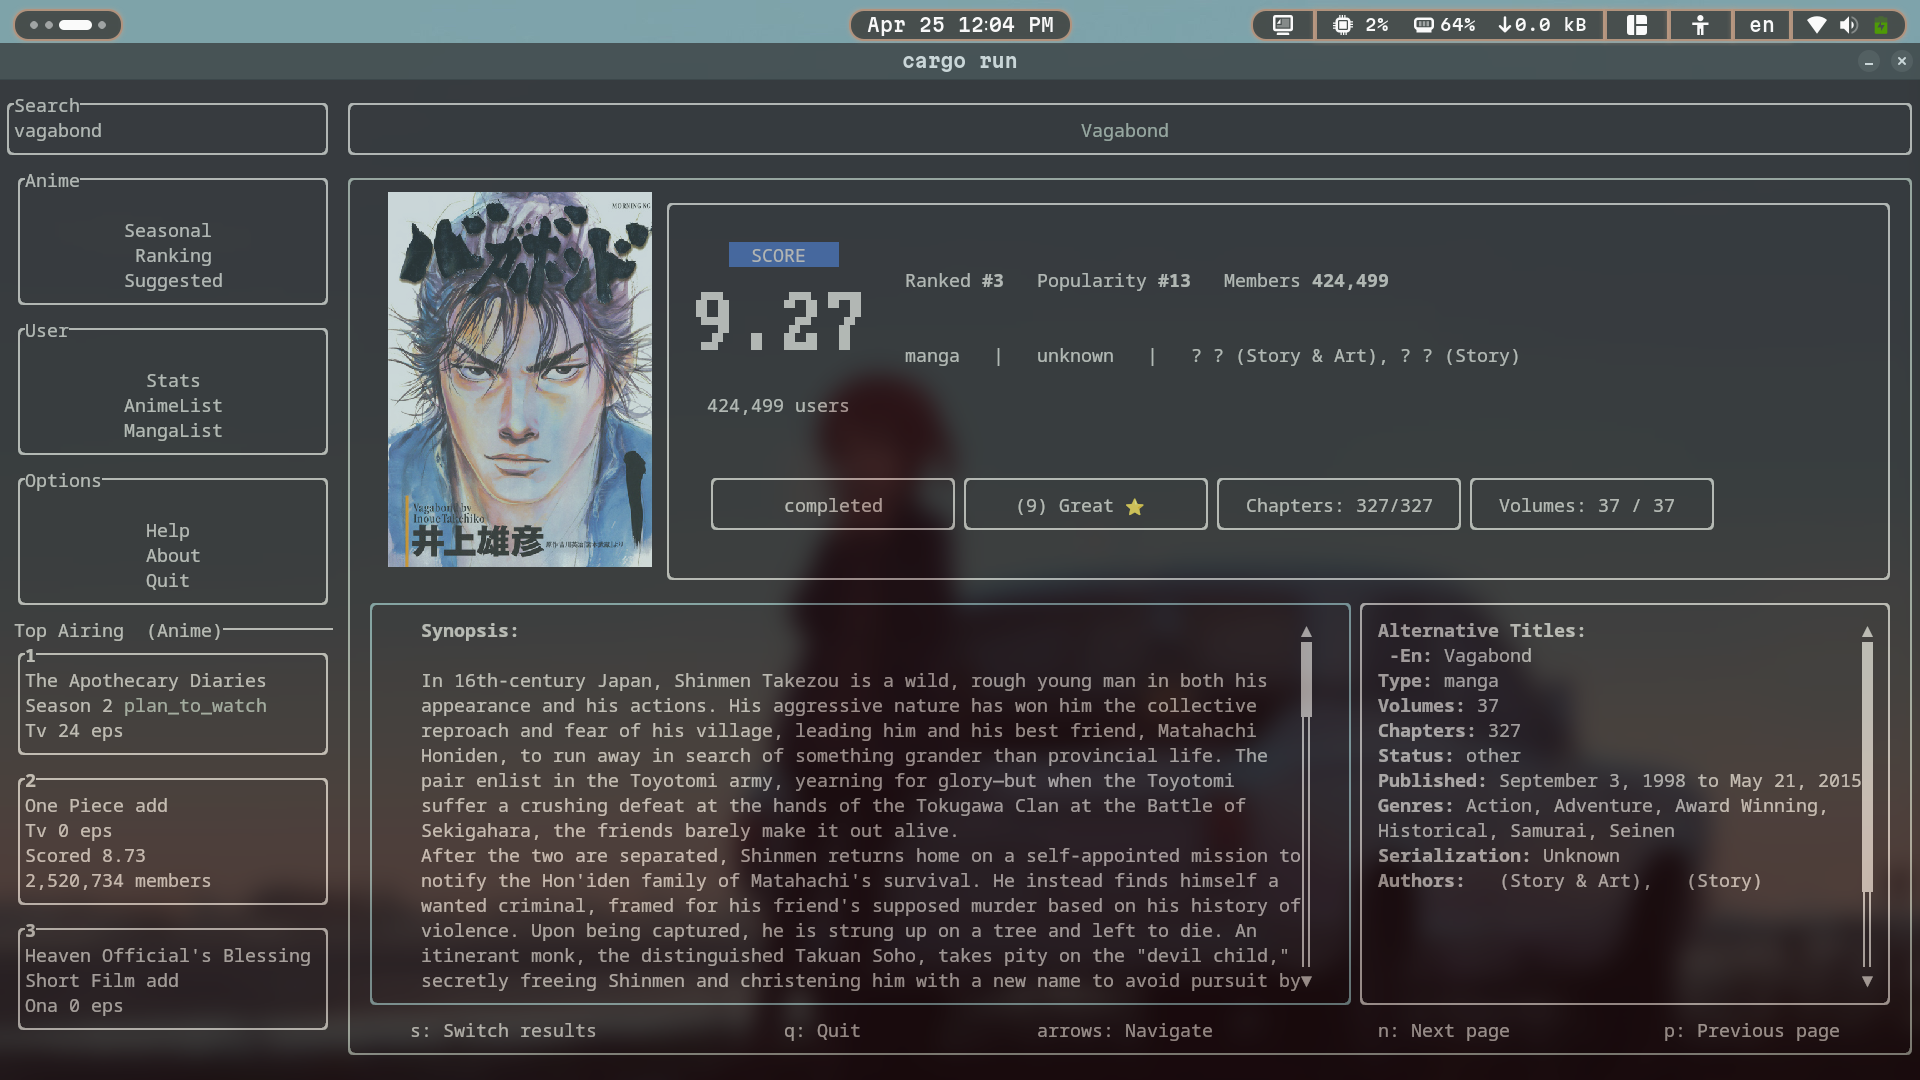 Apr 25 12:04 PM
2% 64% ↓0.0 kB en
cargo run
Search
vagabond
Vagabond
Anime
Seasonal
Ranking
Suggested
User
Stats
AnimeList
MangaList
Options
Help
About
Quit
Top Airing (Anime)
1
The Apothecary Diaries
Season 2 plan_to_watch
Tv 24 eps
2
One Piece add
Tv 0 eps
Scored 8.73
2,520,734 members
3
Heaven Official's Blessing
Short Film add
Ona 0 eps
バガボンド
Vagabond by
Inoue Takehiko
井上雄彦
SCORE
9.27
424,499 users
Ranked #3 Popularity #13 Members 424,499
manga | unknown | ? ? (Story & Art), ? ? (Story)
completed
(9) Great ⭐
Chapters: 327/327
Volumes: 37 / 37
Synopsis:
In 16th-century Japan, Shinmen Takezou is a wild, rough young man in both his
appearance and his actions. His aggressive nature has won him the collective
reproach and fear of his village, leading him and his best friend, Matahachi
Honiden, to run away in search of something grander than provincial life. The
pair enlist in the Toyotomi army, yearning for glory—but when the Toyotomi
suffer a crushing defeat at the hands of the Tokugawa Clan at the Battle of
Sekigahara, the friends barely make it out alive.
After the two are separated, Shinmen returns home on a self-appointed mission to
notify the Hon'iden family of Matahachi's survival. He instead finds himself a
wanted criminal, framed for his friend's supposed murder based on his history of
violence. Upon being captured, he is strung up on a tree and left to die. An
itinerant monk, the distinguished Takuan Soho, takes pity on the "devil child,"
secretly freeing Shinmen and christening him with a new name to avoid pursuit by
Alternative Titles:
-En: Vagabond
Type: manga
Volumes: 37
Chapters: 327
Status: other
Published: September 3, 1998 to May 21, 2015
Genres: Action, Adventure, Award Winning,
Historical, Samurai, Seinen
Serialization: Unknown
Authors: (Story & Art), (Story)
s: Switch results
q: Quit
arrows: Navigate
n: Next page
p: Previous page